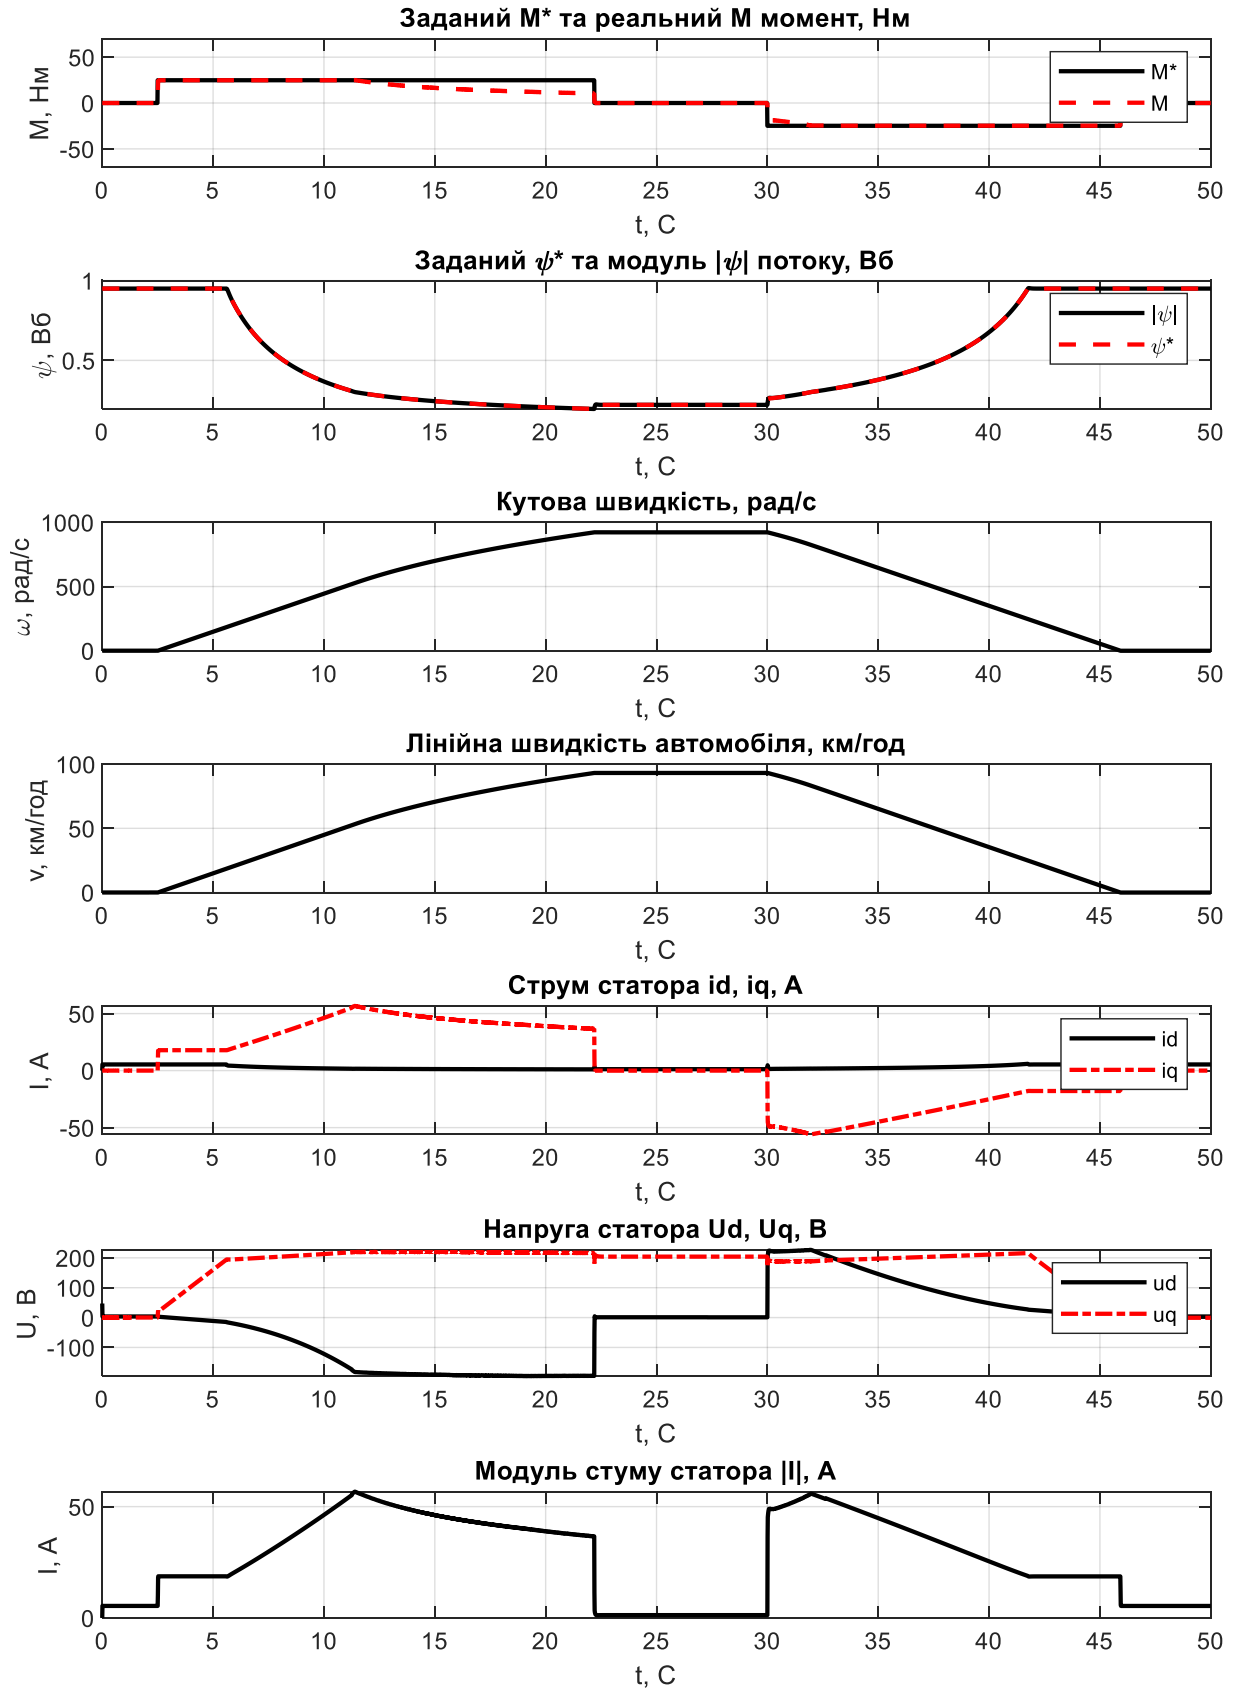 Заданий M* та реальний M момент, Нм
M, Нм
50
0
-50
M*
M
0 5 10 15 20 25 30 35 40 45 50
t, C
Заданий ψ* та модуль |ψ| потоку, Вб
ψ, Вб
1
0.5
|ψ|
ψ*
0 5 10 15 20 25 30 35 40 45 50
t, C
Кутова швидкість, рад/с
ω, рад/с
1000
500
0
0 5 10 15 20 25 30 35 40 45 50
t, C
Лінійна швидкість автомобіля, км/год
v, км/год
100
50
0
0 5 10 15 20 25 30 35 40 45 50
t, C
Струм статора id, iq, А
I, A
50
0
-50
id
iq
0 5 10 15 20 25 30 35 40 45 50
t, C
Напруга статора Ud, Uq, В
U, В
200
100
0
-100
ud
uq
0 5 10 15 20 25 30 35 40 45 50
t, C
Модуль стуму статора |I|, А
I, A
50
0
0 5 10 15 20 25 30 35 40 45 50
t, C